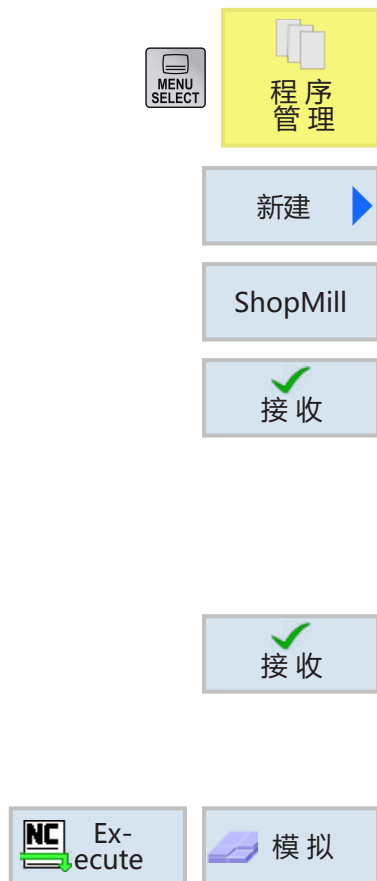 MENU
SELECT
程序
管理
新建
ShopMill
接收
接收
NC
Ex-
ecute
模拟